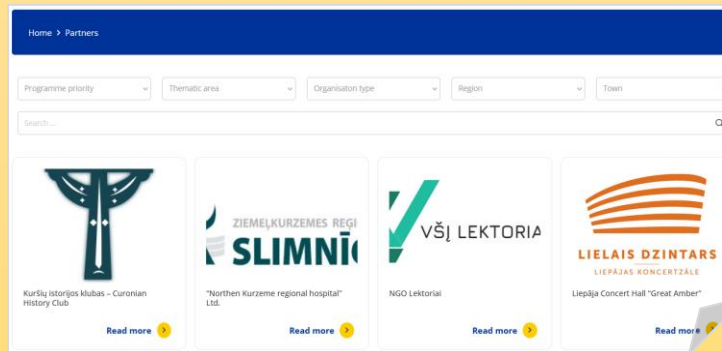 Home > Partners
Programme priority
Thematic area
Organisaton type
Region
Town
Search ...
ZIEMEĻKURZEMES REĢI
SLIMNĪ
VŠĮ LEKTORIA
LIELAIS DZINTARS
LIEPĀJAS KONCERTZĀLE
Kuršių istorijos klubas – Curonian
History Club
"Northen Kurzeme regional hospital"
Ltd.
NGO Lektoriai
Liepāja Concert Hall "Great Amber"
Read more
Read more
Read more
Read more